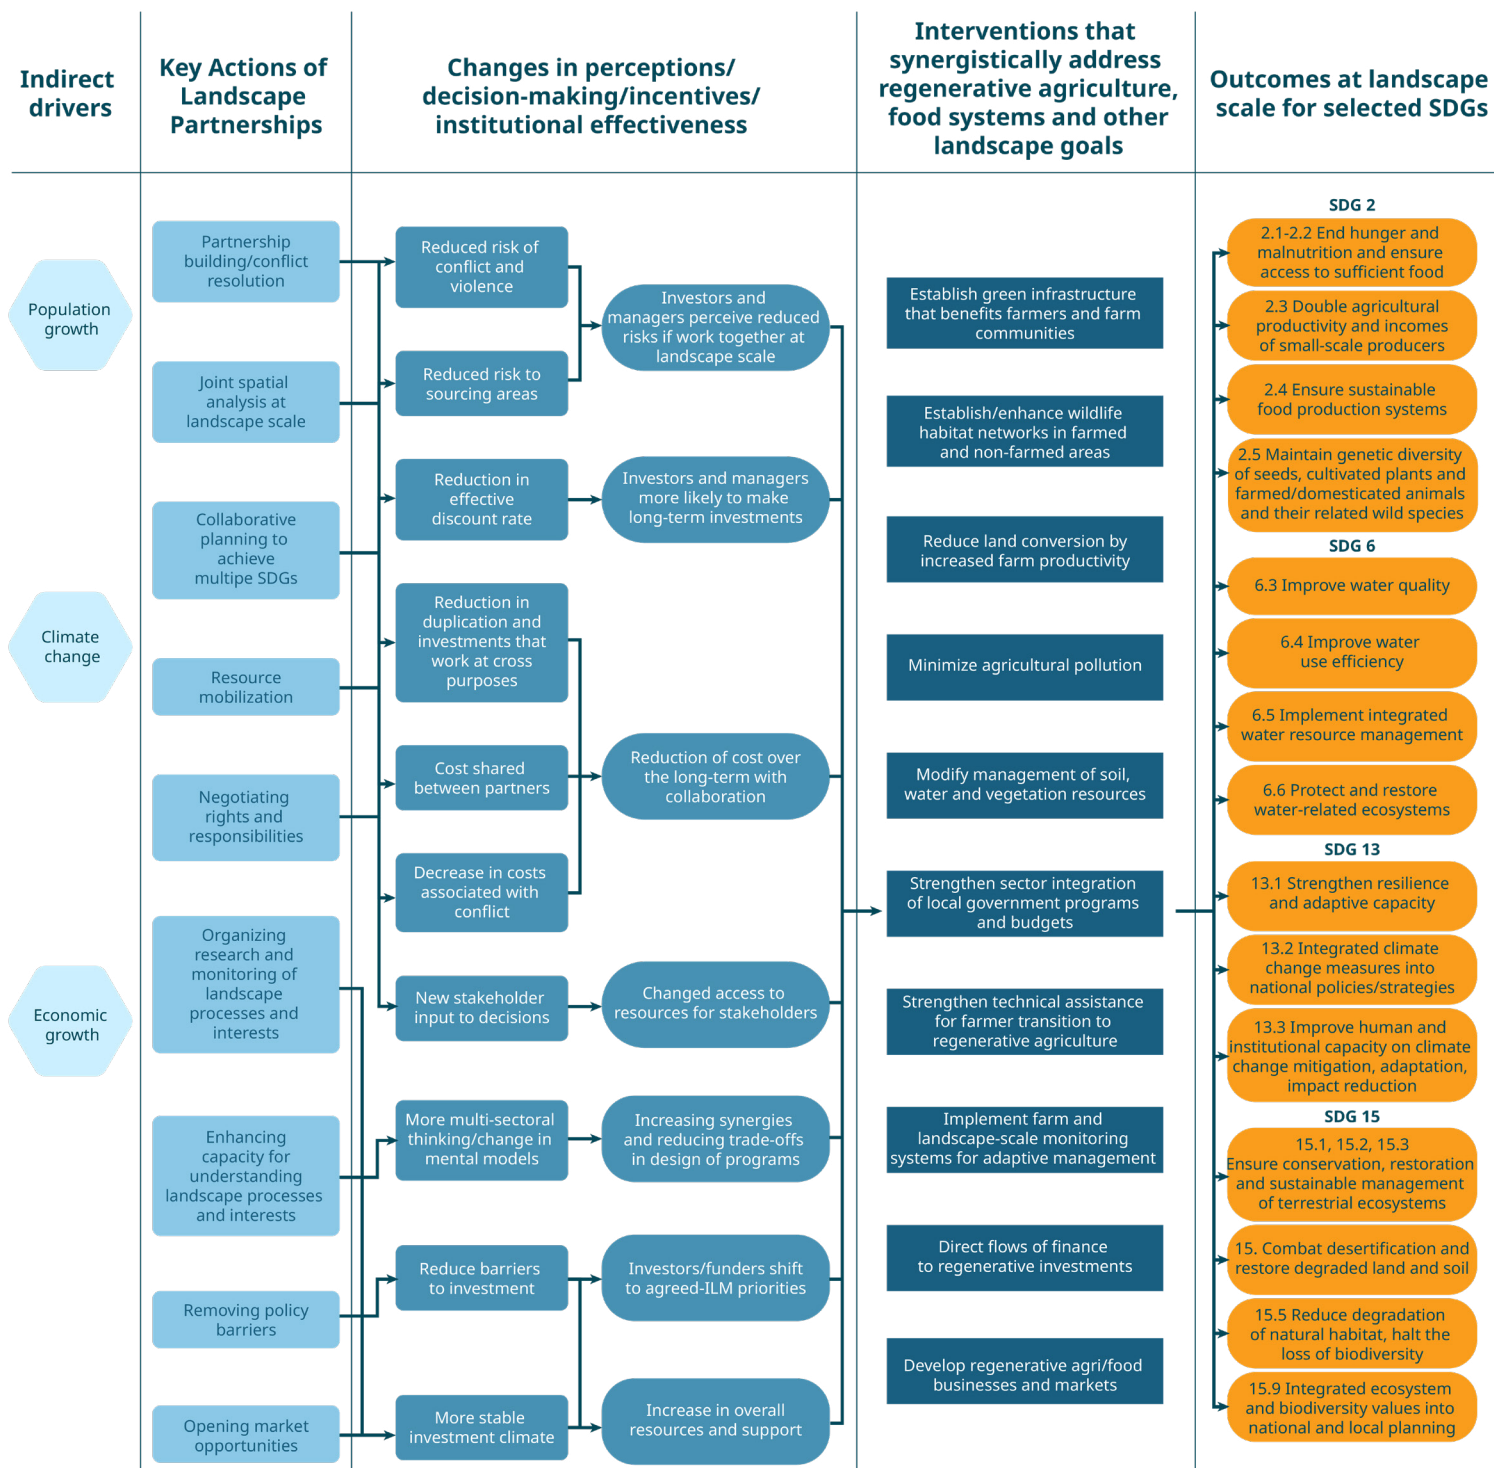 Indirect
drivers
Key Actions of
Landscape
Partnerships
Changes in perceptions/
decision-making/incentives/
institutional effectiveness
Interventions that
synergistically address
regenerative agriculture,
food systems and other
landscape goals
Outcomes at landscape
scale for selected SDGs
Population
growth
Climate
change
Economic
growth
Partnership
building/conflict
resolution
Joint spatial
analysis at
landscape scale
Collaborative
planning to
achieve
multipe SDGs
Resource
mobilization
Negotiating
rights and
responsibilities
Organizing
research and
monitoring of
landscape
processes and
interests
Enhancing
capacity for
understanding
landscape processes
and interests
Removing policy
barriers
Opening market
opportunities
Reduced risk of
conflict and
violence
Reduced risk to
sourcing areas
Reduction in
effective
discount rate
Reduction in
duplication and
investments that
work at cross
purposes
Cost shared
between partners
Decrease in costs
associated with
conflict
New stakeholder
input to decisions
More multi-sectoral
thinking/change in
mental models
Reduce barriers
to investment
More stable
investment climate
Investors and
managers perceive reduced
risks if work together at
landscape scale
Investors and managers
more likely to make
long-term investments
Reduction of cost over
the long-term with
collaboration
Changed access to
resources for stakeholders
Increasing synergies
and reducing trade-offs
in design of programs
Investors/funders shift
to agreed-ILM priorities
Increase in overall
resources and support
Establish green infrastructure
that benefits farmers and farm
communities
Establish/enhance wildlife
habitat networks in farmed
and non-farmed areas
Reduce land conversion by
increased farm productivity
Minimize agricultural pollution
Modify management of soil,
water and vegetation resources
Strengthen sector integration
of local government programs
and budgets
Strengthen technical assistance
for farmer transition to
regenerative agriculture
Implement farm and
landscape-scale monitoring
systems for adaptive management
Direct flows of finance
to regenerative investments
Develop regenerative agri/food
businesses and markets
SDG 2
2.1-2.2 End hunger and
malnutrition and ensure
access to sufficient food
2.3 Double agricultural
productivity and incomes
of small-scale producers
2.4 Ensure sustainable
food production systems
2.5 Maintain genetic diversity
of seeds, cultivated plants and
farmed/domesticated animals
and their related wild species
SDG 6
6.3 Improve water quality
6.4 Improve water
use efficiency
6.5 Implement integrated
water resource management
6.6 Protect and restore
water-related ecosystems
SDG 13
13.1 Strengthen resilience
and adaptive capacity
13.2 Integrated climate
change measures into
national policies/strategies
13.3 Improve human and
institutional capacity on climate
change mitigation, adaptation,
impact reduction
SDG 15
15.1, 15.2, 15.3
Ensure conservation, restoration
and sustainable management
of terrestrial ecosystems
15. Combat desertification and
restore degraded land and soil
15.5 Reduce degradation
of natural habitat, halt the
loss of biodiversity
15.9 Integrated ecosystem
and biodiversity values into
national and local planning